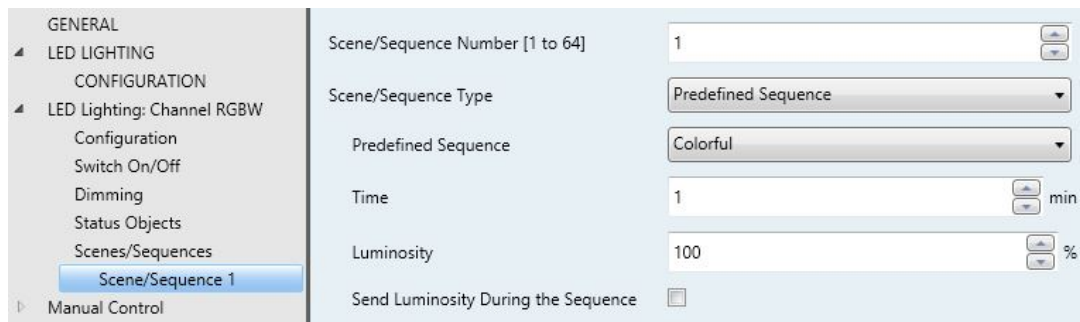 GENERAL
LED LIGHTING
CONFIGURATION
LED Lighting: Channel RGBW
Configuration
Switch On/Off
Dimming
Status Objects
Scenes/Sequences
Scene/Sequence 1
Manual Control
Scene/Sequence Number [1 to 64] 1
Scene/Sequence Type Predefined Sequence
Predefined Sequence Colorful
Time 1 min
Luminosity 100 %
Send Luminosity During the Sequence